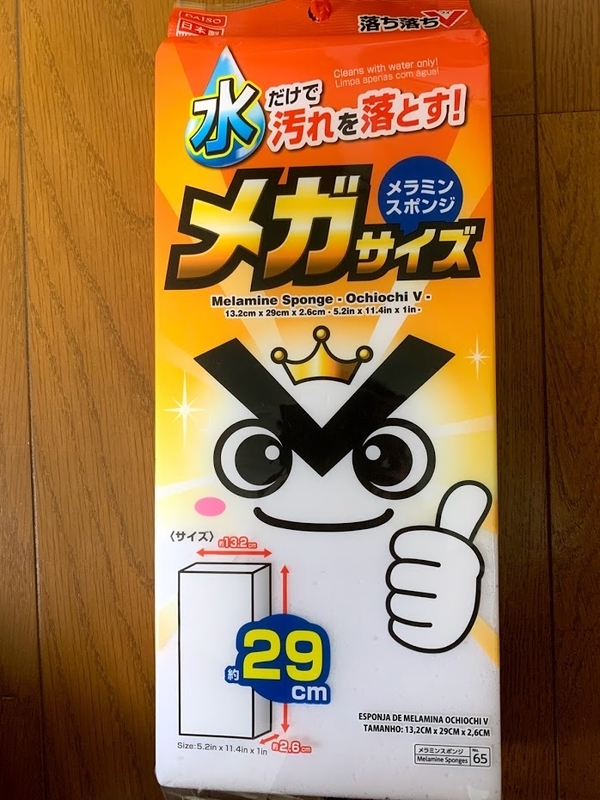 DAISO
日本製
落ち落ちV
Cleans with water only!
Limpa apenas com água!
水だけで
汚れを落とす!
メラミン
スポンジ
メガサイズ
Melamine Sponge - Ochiochi V -
13.2cm x 29cm x 2.6cm - 5.2in x 11.4in x 1in -
〈サイズ〉
約13.2cm
約29cm
約2.6cm
Size: 5.2in x 11.4in x 1in
ESPONJA DE MELAMINA OCHIOCHI V
TAMANHO: 13,2CM x 29CM x 2,6CM
メラミンスポンジ
Melamine Sponges
No.
65